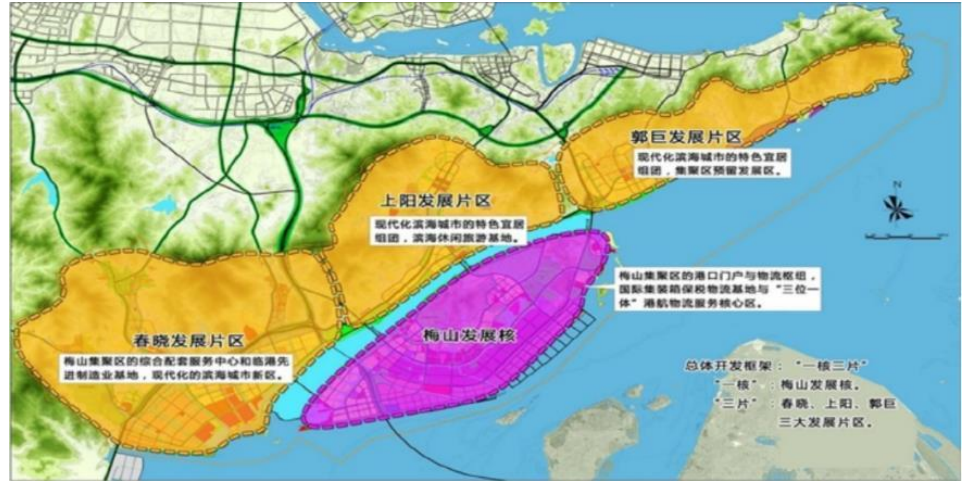 郭巨发展片区
现代化滨海城市的特色宜居
组团，集聚区预留发展区。
上阳发展片区
现代化滨海城市的特色宜居
组团，滨海休闲旅游基地。
N
梅山集聚区的港口门户与物流枢纽，
国际集装箱保税物流基地与“三位一
体”港航物流服务核心区。
春晓发展片区
梅山集聚区的综合配套服务中心和临港先
进制造业基地，现代化的滨海城市新区。
梅山发展核
总体开发框架：“一核三片”
“一核”：梅山发展核。
“三片”：春晓、上阳、郭巨
三大发展片区。